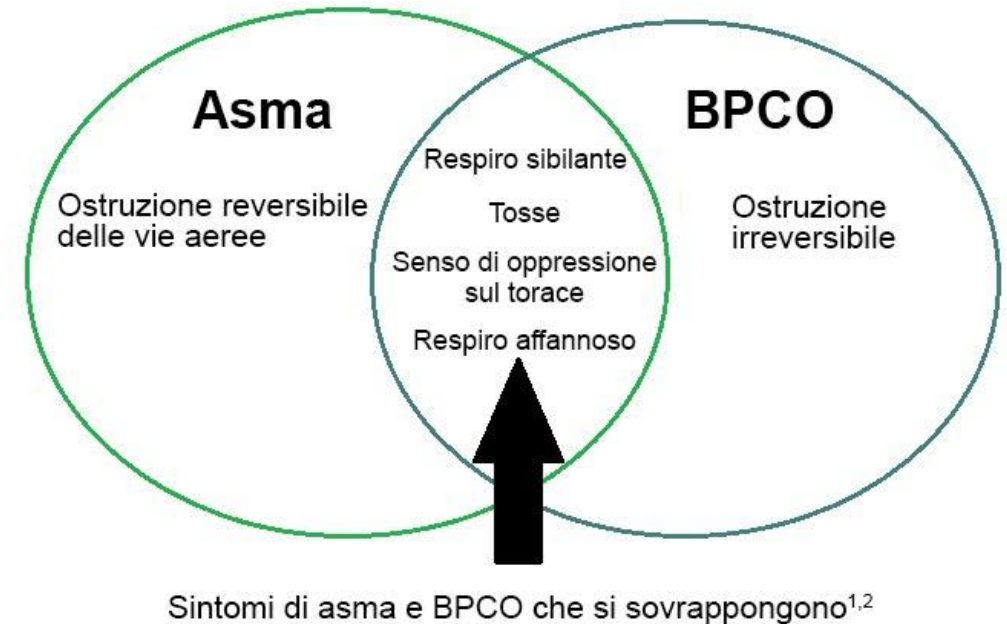 Asma
BPCO
Ostruzione reversibile
delle vie aeree
Respiro sibilante
Tosse
Senso di oppressione
sul torace
Respiro affannoso
Ostruzione
irreversibile
Sintomi di asma e BPCO che si sovrappongono1,2